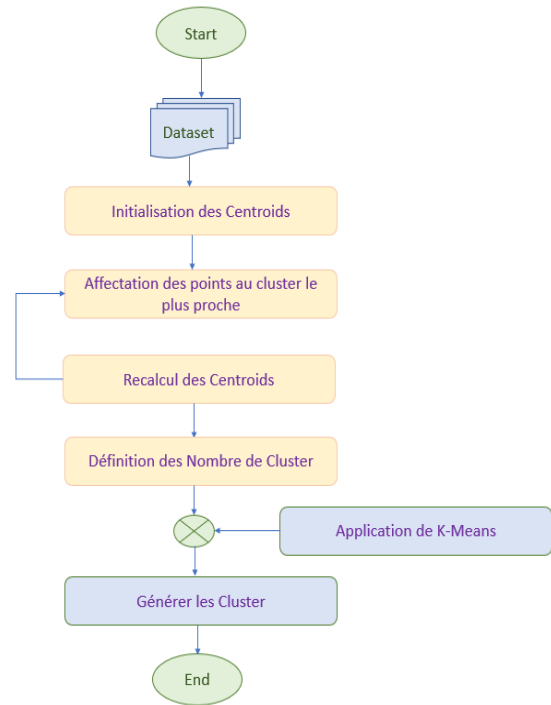 Start
Dataset
Initialisation des Centroids
Affectation des points au cluster le
plus proche
Recalcul des Centroids
Définition des Nombre de Cluster
Application de K-Means
Générer les Cluster
End